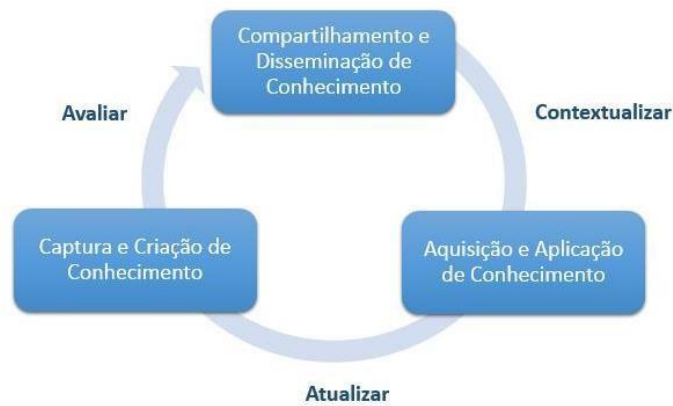 Compartilhamento e
Disseminação de
Conhecimento
Avaliar
Contextualizar
Captura e Criação de
Conhecimento
Aquisição e Aplicação
de Conhecimento
Atualizar